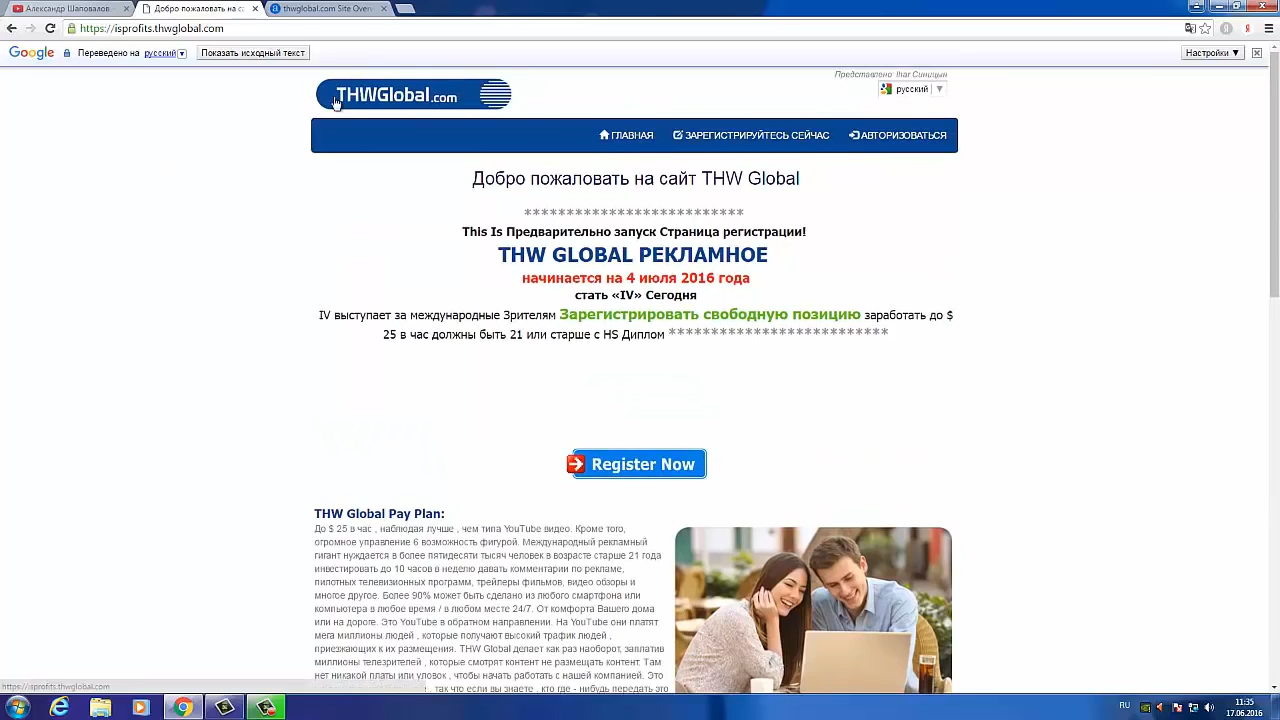 Александр Шаповалов
Добро пожаловать на са
thwglobal.com Site Over
https://isprofits.thwglobal.com
Google Переведено на русский Показать исходный текст Настройки ▼
Представлено: Ihar Синицын
THWGlobal.com
русский ▼
ГЛАВНАЯ ЗАРЕГИСТРИРУЙТЕСЬ СЕЙЧАС АВТОРИЗОВАТЬСЯ
Добро пожаловать на сайт THW Global
**************************
This Is Предварительно запуск Страница регистрации!
THW GLOBAL РЕКЛАМНОЕ
начинается на 4 июля 2016 года
стать «IV» Сегодня
IV выступает за международные Зрителям Зарегистрировать свободную позицию заработать до $
25 в час должны быть 21 или старше с HS Диплом **************************
Register Now
THW Global Pay Plan:
До $ 25 в час , наблюдая лучше , чем типа YouTube видео. Кроме того,
огромное управление 6 возможность фигурой. Международный рекламный
гигант нуждается в более пятидесяти тысяч человек в возрасте старше 21 года
инвестировать до 10 часов в неделю давать комментарии по рекламе,
пилотных телевизионных программ, трейлеры фильмов, видео обзоры и
многое другое. Более 90% может быть сделано из любого смартфона или
компьютера в любое время / в любом месте 24/7. От комфорта Вашего дома
или на дороге. Это YouTube в обратном направлении. На YouTube они платят
мега миллионы людей , которые получают высокий трафик людей ,
приезжающих к их размещения. THW Global делает как раз наоборот, заплатив
миллионы телезрителей , которые смотрят контент не размещать контент. Там
нет никакой платы или уловок , чтобы начать работать с нашей компанией. Это
, так что если вы знаете , кто где - нибудь передать это
https://isprofits.thwglobal.com
RU
11:35
17.06.2016